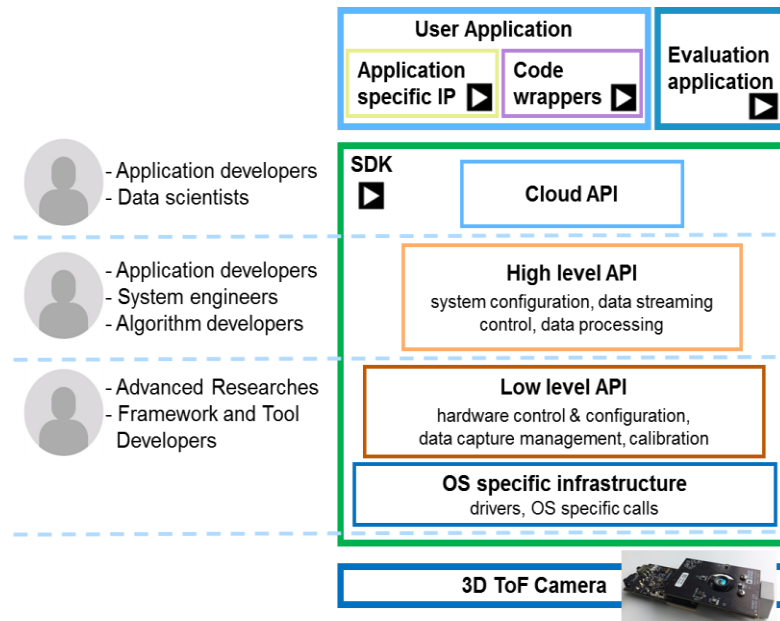 User Application
Application
specific IP
Code
wrappers
Evaluation
application
- Application developers
- Data scientists
SDK
Cloud API
- Application developers
- System engineers
- Algorithm developers
High level API
system configuration, data streaming
control, data processing
- Advanced Researches
- Framework and Tool
Developers
Low level API
hardware control & configuration,
data capture management, calibration
OS specific infrastructure
drivers, OS specific calls
3D ToF Camera